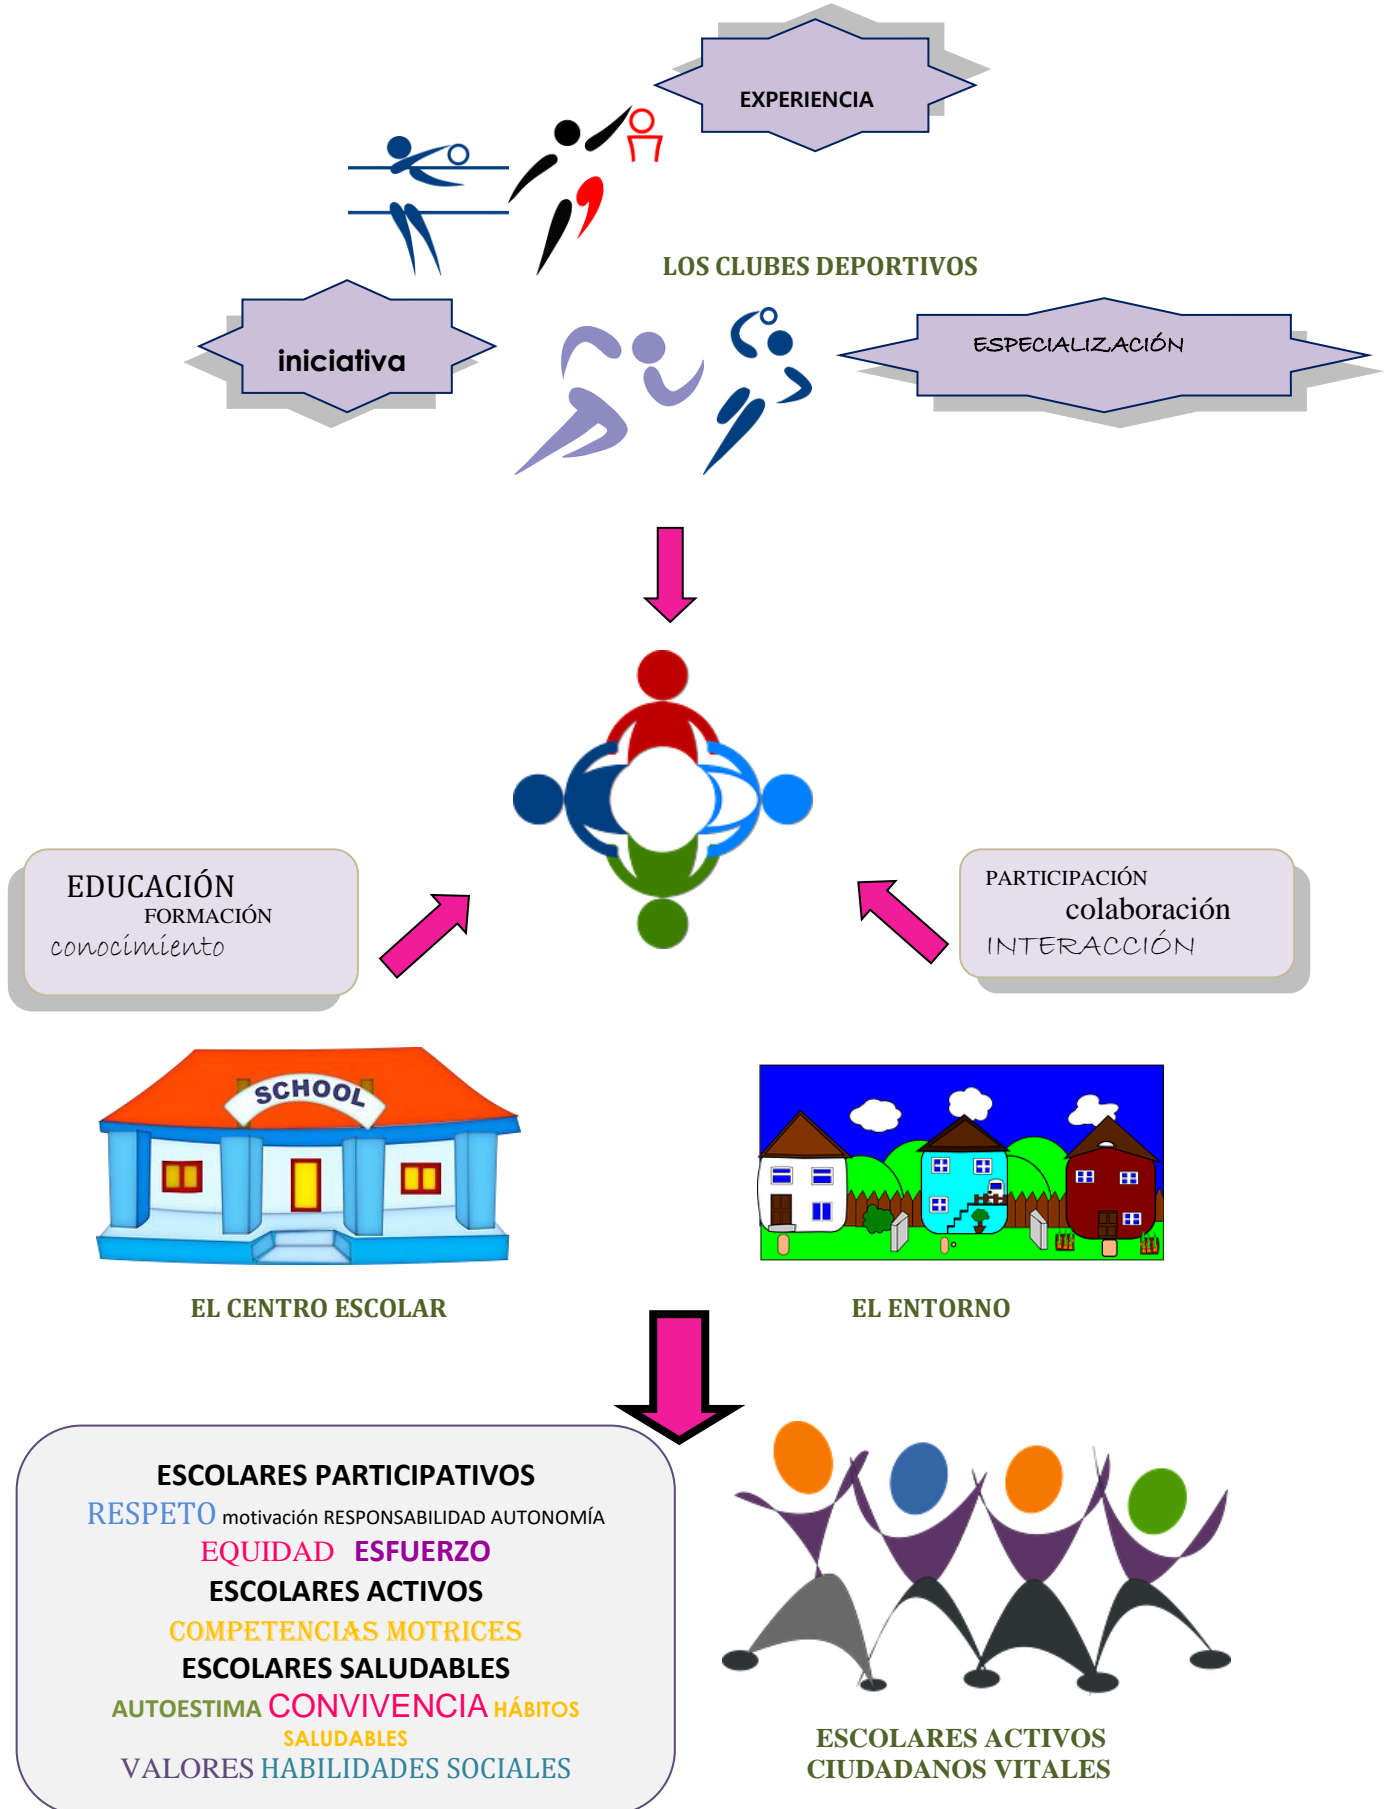 EXPERIENCIA
LOS CLUBES DEPORTIVOS
iniciativa
ESPECIALIZACIÓN
EDUCACIÓN
FORMACIÓN
conocimiento
PARTICIPACIÓN
colaboración
INTERACCIÓN
SCHOOL
EL CENTRO ESCOLAR
EL ENTORNO
ESCOLARES PARTICIPATIVOS
RESPETO motivación RESPONSABILIDAD AUTONOMÍA
EQUIDAD ESFUERZO
ESCOLARES ACTIVOS
COMPETENCIAS MOTRICES
ESCOLARES SALUDABLES
AUTOESTIMA CONVIVENCIA HÁBITOS
SALUDABLES
VALORES HABILIDADES SOCIALES
ESCOLARES ACTIVOS
CIUDADANOS VITALES